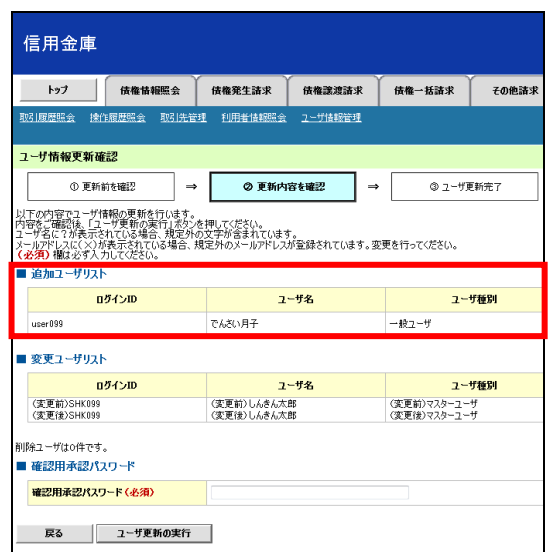 信用金庫
トップ 債権情報照会 債権発生請求 債権譲渡請求 債権一括請求 その他請求
取引履歴照会 操作履歴照会 取引先管理 利用者情報照会 ユーザ情報管理
ユーザ情報更新確認
① 更新前を確認 ⇒ ② 更新内容を確認 ⇒ ③ ユーザ更新完了
以下の内容でユーザ情報の更新を行います。
内容をご確認後、「ユーザ更新の実行」ボタンを押してください。
ユーザ名に？が表示されている場合、規定外の文字が含まれています。
メールアドレスに(×)が表示されている場合、規定外のメールアドレスが登録されています。変更を行ってください。
(必須)欄は必ず入力してください。
■ 追加ユーザリスト
ログインID ユーザ名 ユーザ種別
user099 でんさい月子 一般ユーザ
■ 変更ユーザリスト
ログインID ユーザ名 ユーザ種別
(変更前)SHK099 (変更前)しんきん太郎 (変更前)マスターユーザ
(変更後)SHK099 (変更後)しんきん太郎 (変更後)マスターユーザ
削除ユーザは0件です。
■ 確認用承認パスワード
確認用承認パスワード(必須)
戻る ユーザ更新の実行